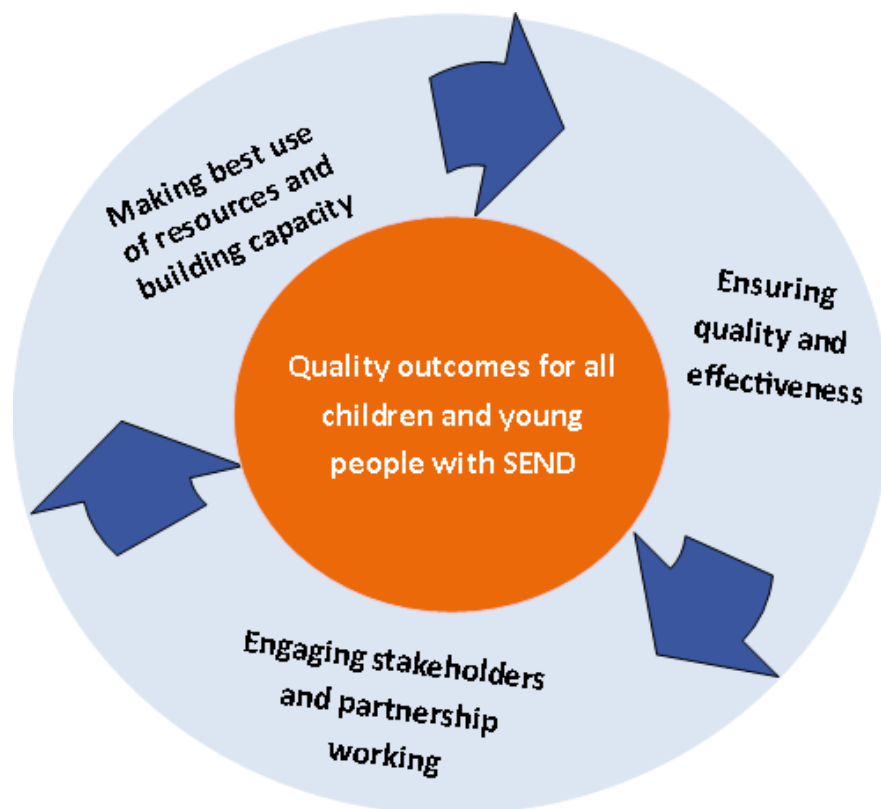 Making best use
of resources and
building capacity
Ensuring
quality and
effectiveness
Quality outcomes for all
children and young
people with SEND
Engaging stakeholders
and partnership
working